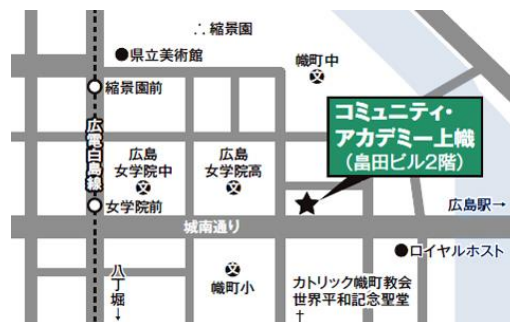 ∴縮景園
●県立美術館
幟町中
縮景園前
コミュニティ・
アカデミー上幟
（畠田ビル2階）
広電白島線
広島
女学院中
広島
女学院高
女学院前
広島駅→
城南通り
●ロイヤルホスト
八丁堀↓
幟町小
カトリック幟町教会
世界平和記念聖堂
†